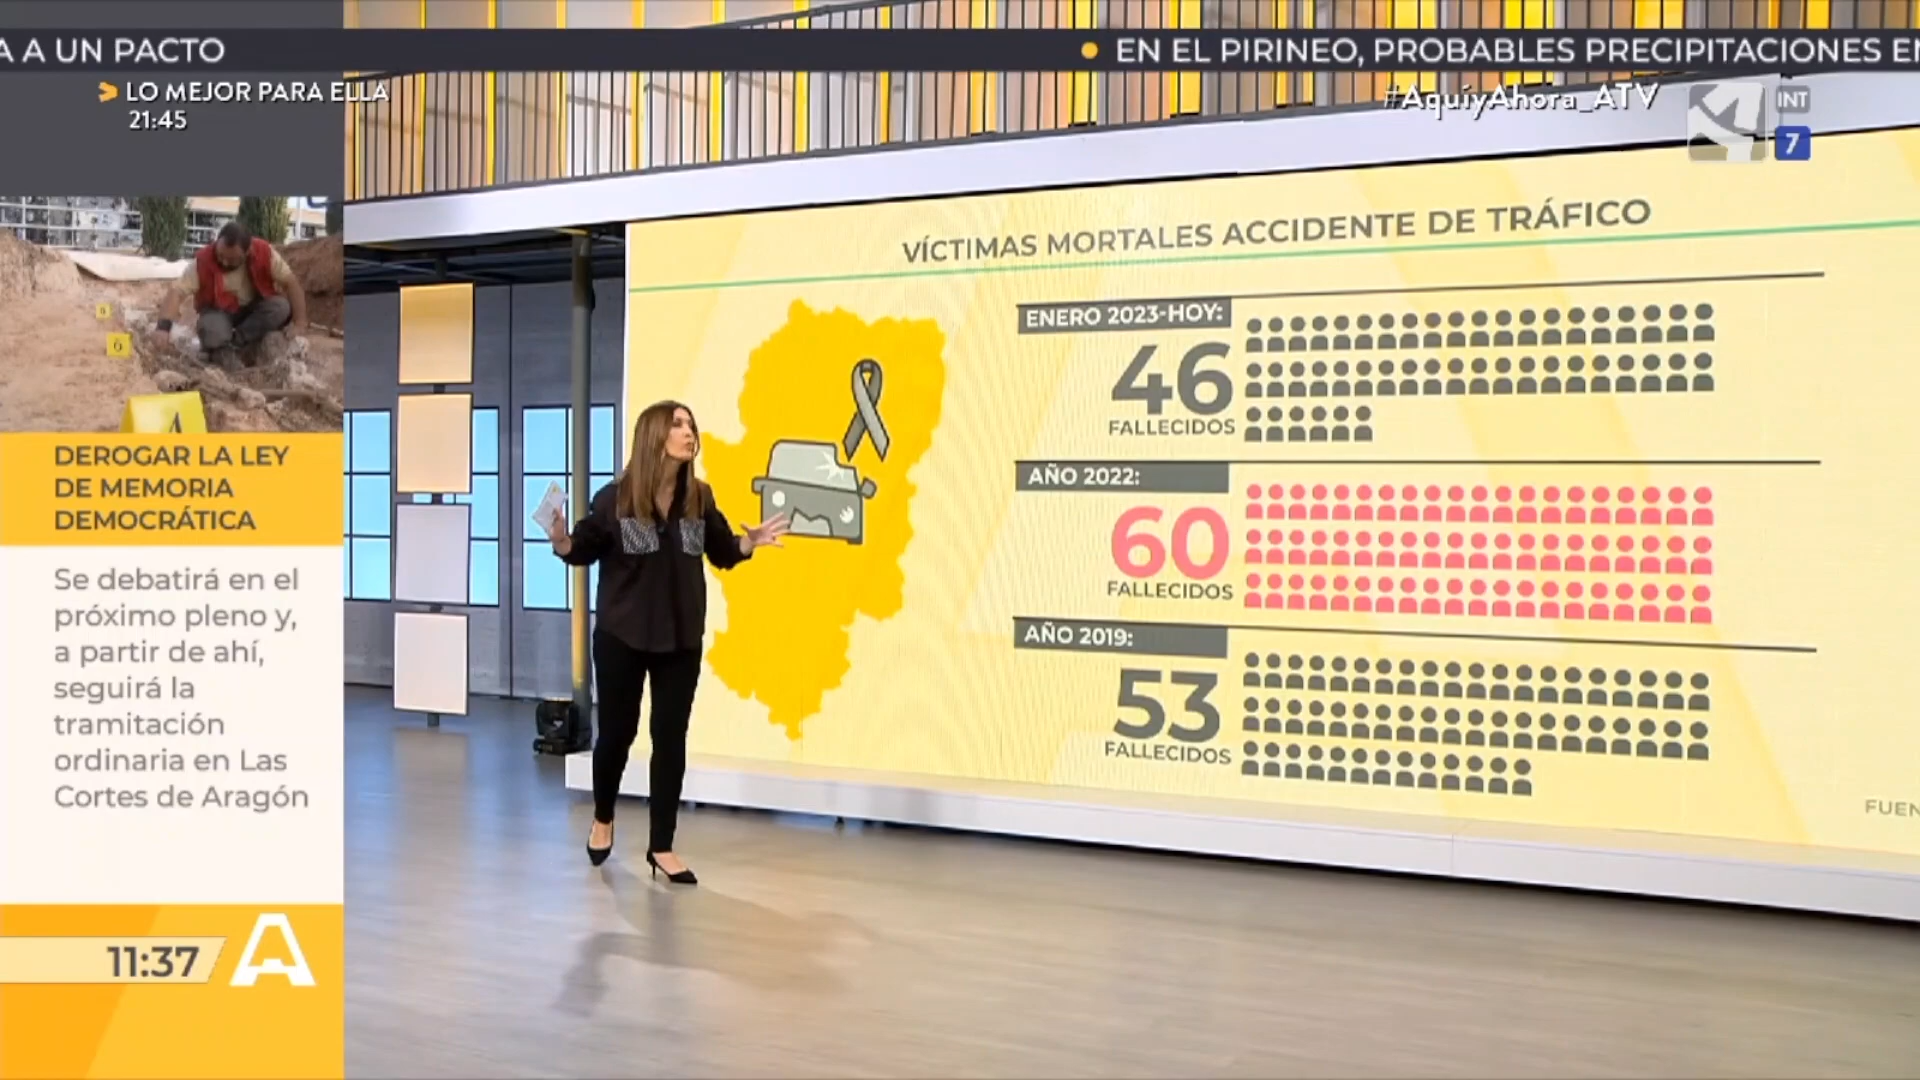 A A UN PACTO
EN EL PIRINEO, PROBABLES PRECIPITACIONES EN
LO MEJOR PARA ELLA
21:45
#AquíyAhora_ATV
INT
7
6
DEROGAR LA LEY
DE MEMORIA
DEMOCRÁTICA
Se debatirá en el
próximo pleno y,
a partir de ahí,
seguirá la
tramitación
ordinaria en Las
Cortes de Aragón
11:37
A
VÍCTIMAS MORTALES ACCIDENTE DE TRÁFICO
ENERO 2023-HOY:
46
FALLECIDOS
AÑO 2022:
60
FALLECIDOS
AÑO 2019:
53
FALLECIDOS
FUEN